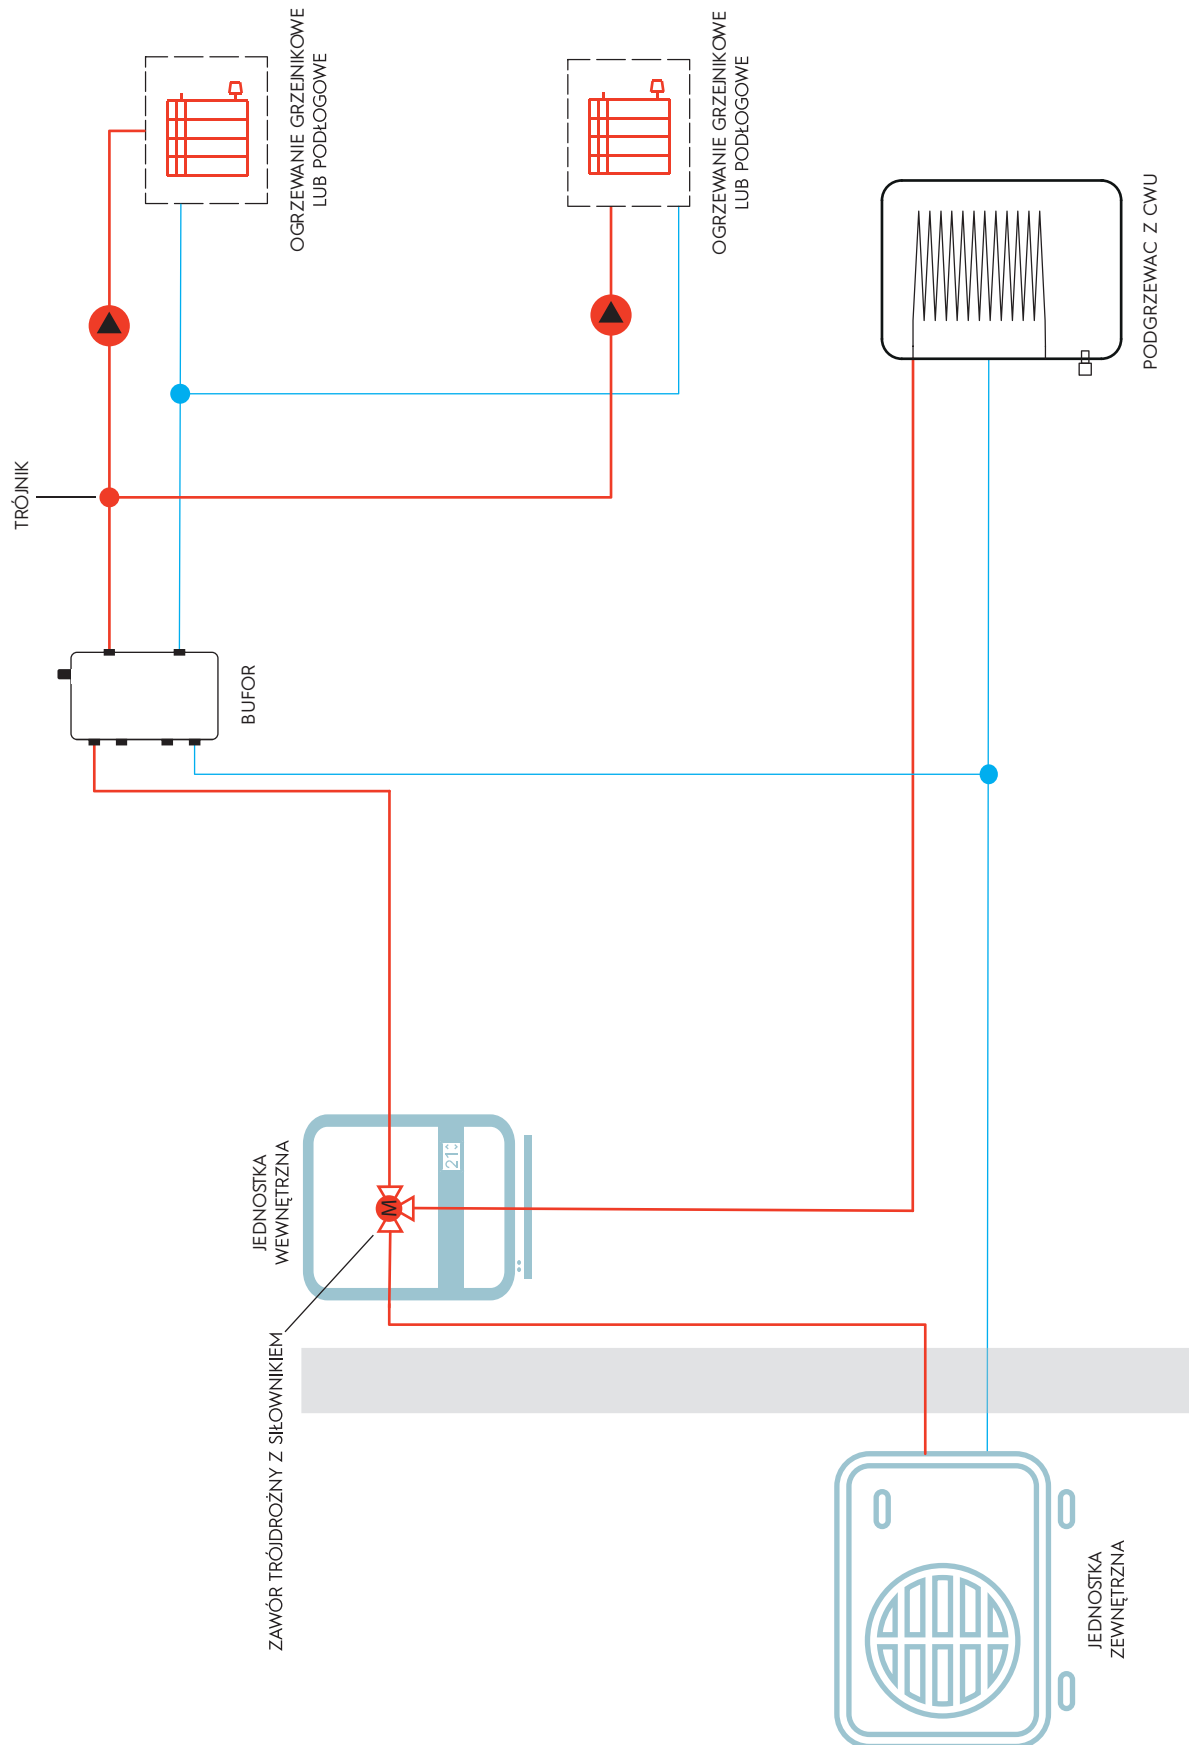 TRÓJNIK
OGRZEWANIE GRZEJNIKOWE
LUB PODŁOGOWE
OGRZEWANIE GRZEJNIKOWE
LUB PODŁOGOWE
PODGRZEWAC Z CWU
BUFOR
JEDNOSTKA
WEWNĘTRZNA
21
M
ZAWÓR TRÓJDROŻNY Z SIŁOWNIKIEM
JEDNOSTKA
ZEWNĘTRZNA